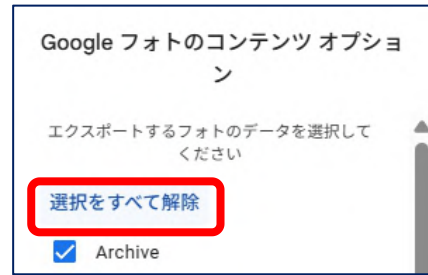 Google フォトのコンテンツ オプショ
ン
エクスポートするフォトのデータを選択して
ください
選択をすべて解除
Archive